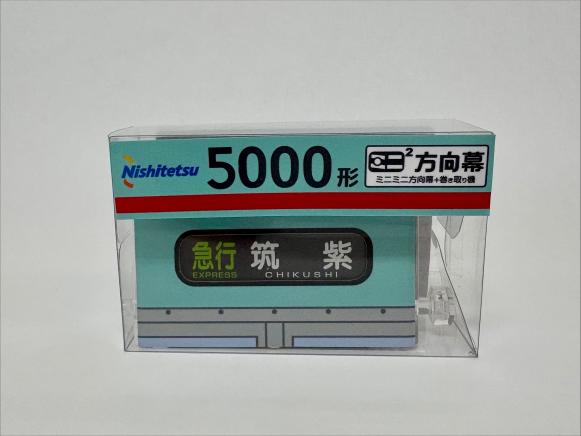 Nishitetsu 5000形 2方向幕
ミニミニ方向幕+巻き取り機
急行 筑紫
EXPRESS CHIKUSHI